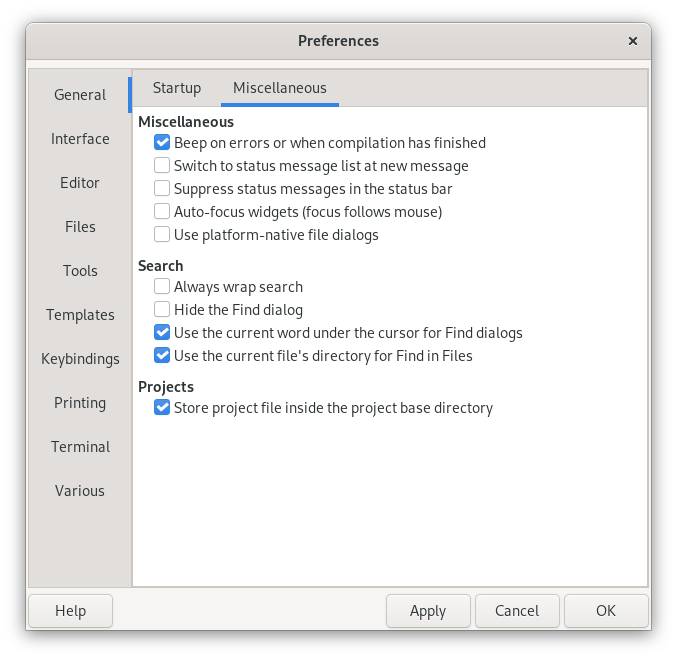 Preferences
General
Interface
Editor
Files
Tools
Templates
Keybindings
Printing
Terminal
Various
Startup Miscellaneous
Miscellaneous
Beep on errors or when compilation has finished
Switch to status message list at new message
Suppress status messages in the status bar
Auto-focus widgets (focus follows mouse)
Use platform-native file dialogs
Search
Always wrap search
Hide the Find dialog
Use the current word under the cursor for Find dialogs
Use the current file's directory for Find in Files
Projects
Store project file inside the project base directory
Help Apply Cancel OK